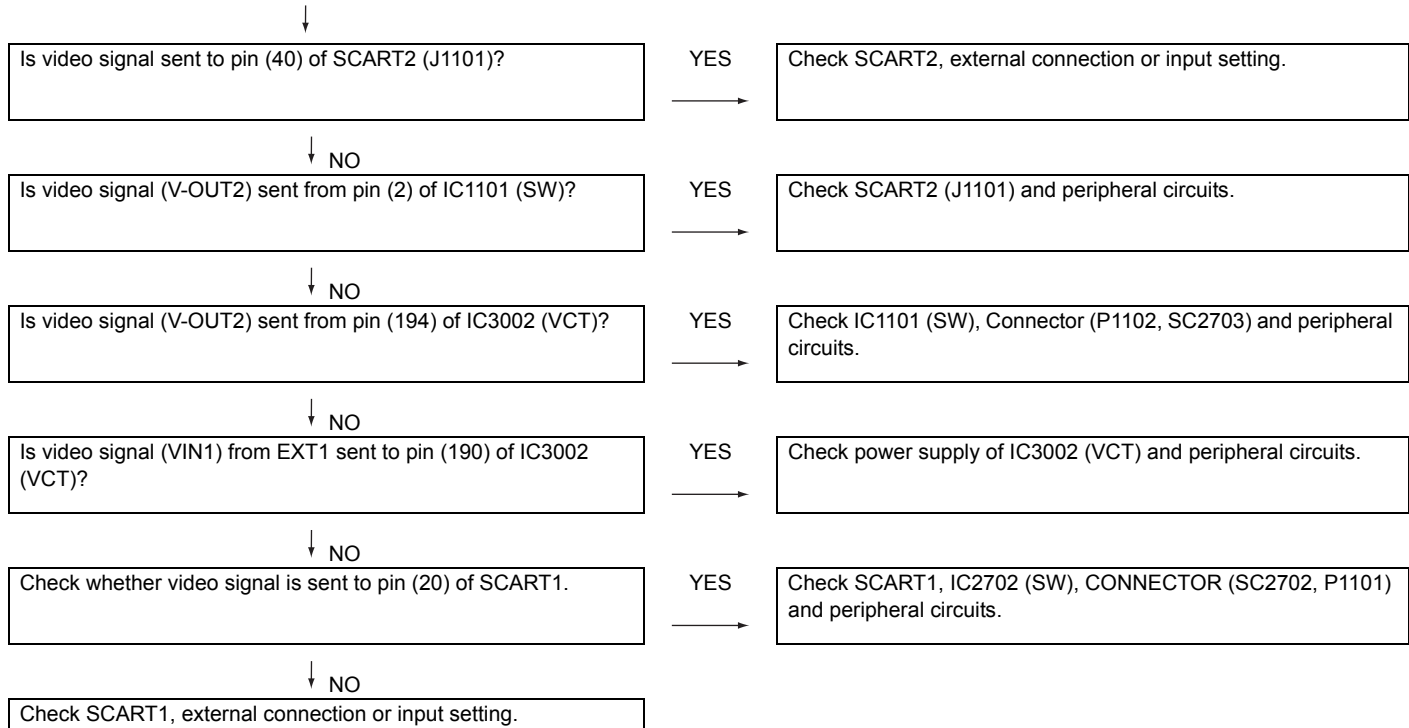 Is video signal sent to pin (40) of SCART2 (J1101)?
YES
Check SCART2, external connection or input setting.
NO
Is video signal (V-OUT2) sent from pin (2) of IC1101 (SW)?
YES
Check SCART2 (J1101) and peripheral circuits.
NO
Is video signal (V-OUT2) sent from pin (194) of IC3002 (VCT)?
YES
Check IC1101 (SW), Connector (P1102, SC2703) and peripheral
circuits.
NO
Is video signal (VIN1) from EXT1 sent to pin (190) of IC3002
(VCT)?
YES
Check power supply of IC3002 (VCT) and peripheral circuits.
NO
Check whether video signal is sent to pin (20) of SCART1.
YES
Check SCART1, IC2702 (SW), CONNECTOR (SC2702, P1101)
and peripheral circuits.
NO
Check SCART1, external connection or input setting.